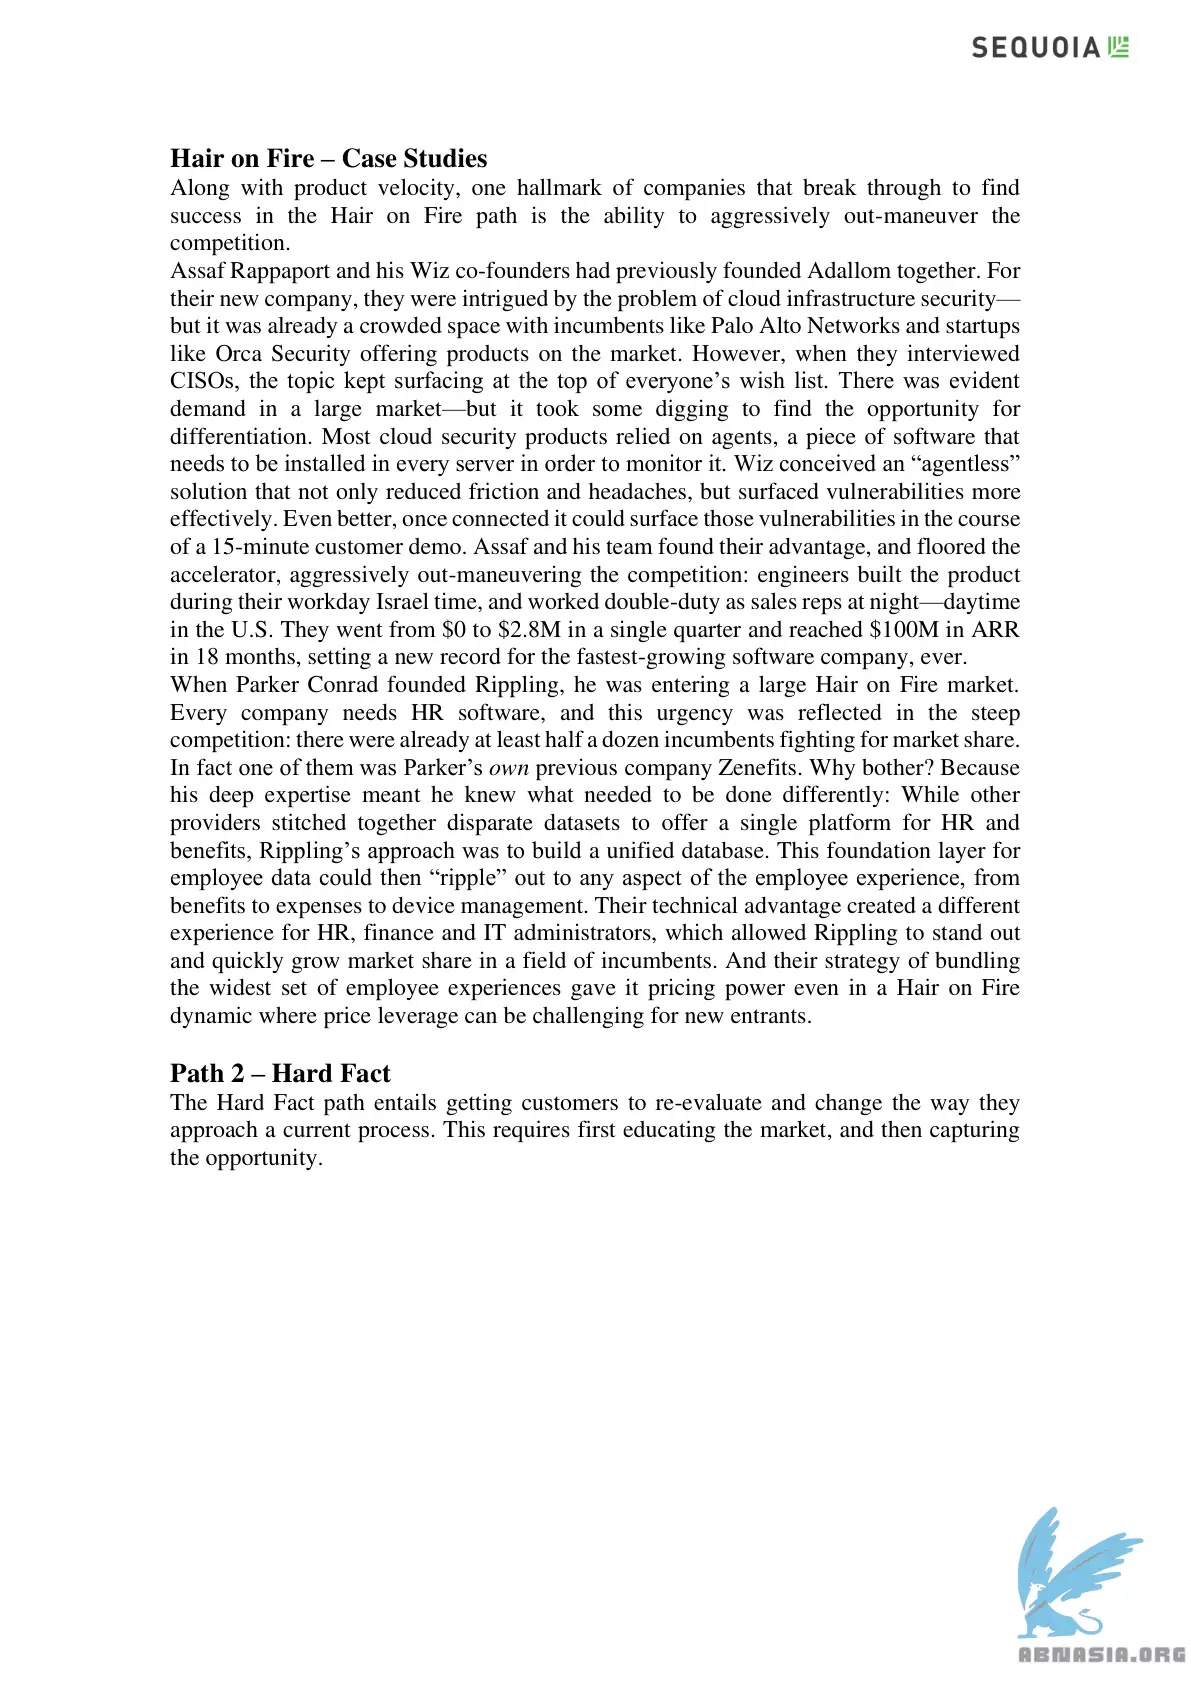 SEQUOIA
Hair on Fire – Case Studies
Along with product velocity, one hallmark of companies that break through to find
success in the Hair on Fire path is the ability to aggressively out-maneuver the
competition.
Assaf Rappaport and his Wiz co-founders had previously founded Adallom together. For
their new company, they were intrigued by the problem of cloud infrastructure security—
but it was already a crowded space with incumbents like Palo Alto Networks and startups
like Orca Security offering products on the market. However, when they interviewed
CISOs, the topic kept surfacing at the top of everyone’s wish list. There was evident
demand in a large market—but it took some digging to find the opportunity for
differentiation. Most cloud security products relied on agents, a piece of software that
needs to be installed in every server in order to monitor it. Wiz conceived an “agentless”
solution that not only reduced friction and headaches, but surfaced vulnerabilities more
effectively. Even better, once connected it could surface those vulnerabilities in the course
of a 15-minute customer demo. Assaf and his team found their advantage, and floored the
accelerator, aggressively out-maneuvering the competition: engineers built the product
during their workday Israel time, and worked double-duty as sales reps at night—daytime
in the U.S. They went from $0 to $2.8M in a single quarter and reached $100M in ARR
in 18 months, setting a new record for the fastest-growing software company, ever.
When Parker Conrad founded Rippling, he was entering a large Hair on Fire market.
Every company needs HR software, and this urgency was reflected in the steep
competition: there were already at least half a dozen incumbents fighting for market share.
In fact one of them was Parker’s own previous company Zenefits. Why bother? Because
his deep expertise meant he knew what needed to be done differently: While other
providers stitched together disparate datasets to offer a single platform for HR and
benefits, Rippling’s approach was to build a unified database. This foundation layer for
employee data could then “ripple” out to any aspect of the employee experience, from
benefits to expenses to device management. Their technical advantage created a different
experience for HR, finance and IT administrators, which allowed Rippling to stand out
and quickly grow market share in a field of incumbents. And their strategy of bundling
the widest set of employee experiences gave it pricing power even in a Hair on Fire
dynamic where price leverage can be challenging for new entrants.
Path 2 – Hard Fact
The Hard Fact path entails getting customers to re-evaluate and change the way they
approach a current process. This requires first educating the market, and then capturing
the opportunity.
ABNASIA.ORG